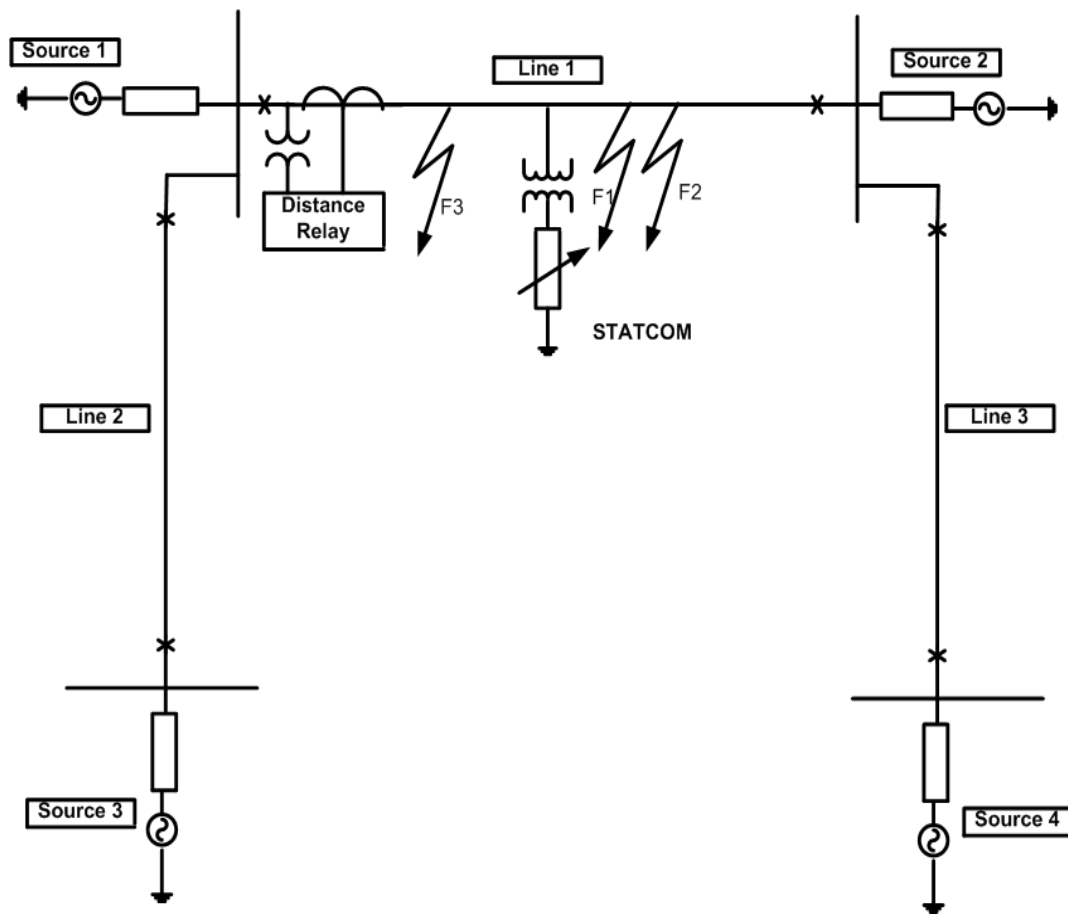 Source 1
Line 1
Source 2
F3
F1
F2
Distance
Relay
STATCOM
Line 2
Line 3
Source 3
Source 4